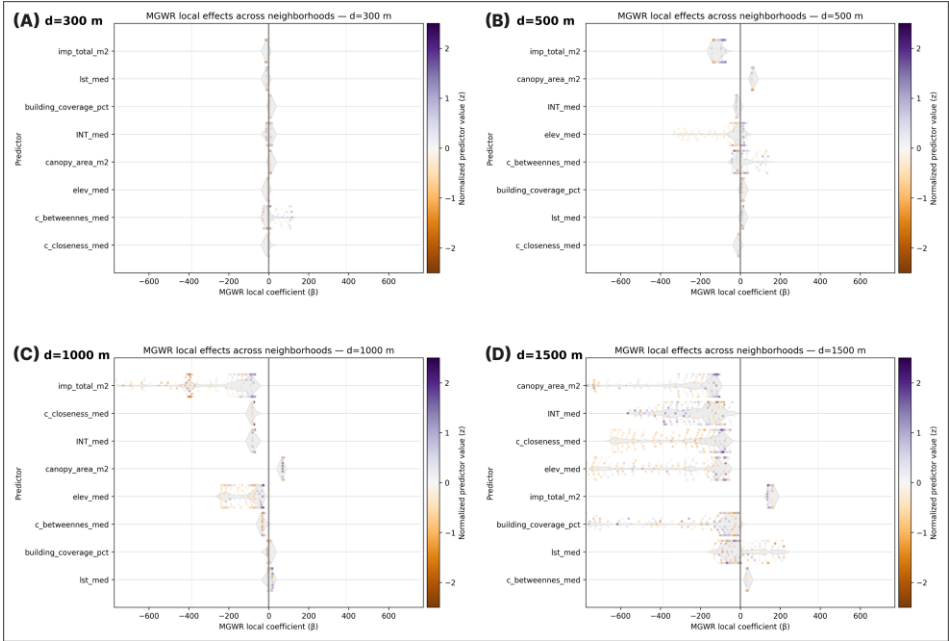 (A) d=300 m
MGWR local effects across neighborhoods — d=300 m
Predictor
imp_total_m2
lst_med
building_coverage_pct
INT_med
canopy_area_m2
elev_med
c_betweennes_med
c_closeness_med
−600 −400 −200 0 200 400 600
MGWR local coefficient (β)
2
1
0
−1
−2
Normalized predictor value (z)
(B) d=500 m
MGWR local effects across neighborhoods — d=500 m
Predictor
imp_total_m2
canopy_area_m2
INT_med
elev_med
c_betweennes_med
building_coverage_pct
lst_med
c_closeness_med
−600 −400 −200 0 200 400 600
MGWR local coefficient (β)
2
1
0
−1
−2
Normalized predictor value (z)
(C) d=1000 m
MGWR local effects across neighborhoods — d=1000 m
Predictor
imp_total_m2
c_closeness_med
INT_med
canopy_area_m2
elev_med
c_betweennes_med
building_coverage_pct
lst_med
−600 −400 −200 0 200 400 600
MGWR local coefficient (β)
2
1
0
−1
−2
Normalized predictor value (z)
(D) d=1500 m
MGWR local effects across neighborhoods — d=1500 m
Predictor
canopy_area_m2
INT_med
c_closeness_med
elev_med
imp_total_m2
building_coverage_pct
lst_med
c_betweennes_med
−600 −400 −200 0 200 400 600
MGWR local coefficient (β)
2
1
0
−1
−2
Normalized predictor value (z)